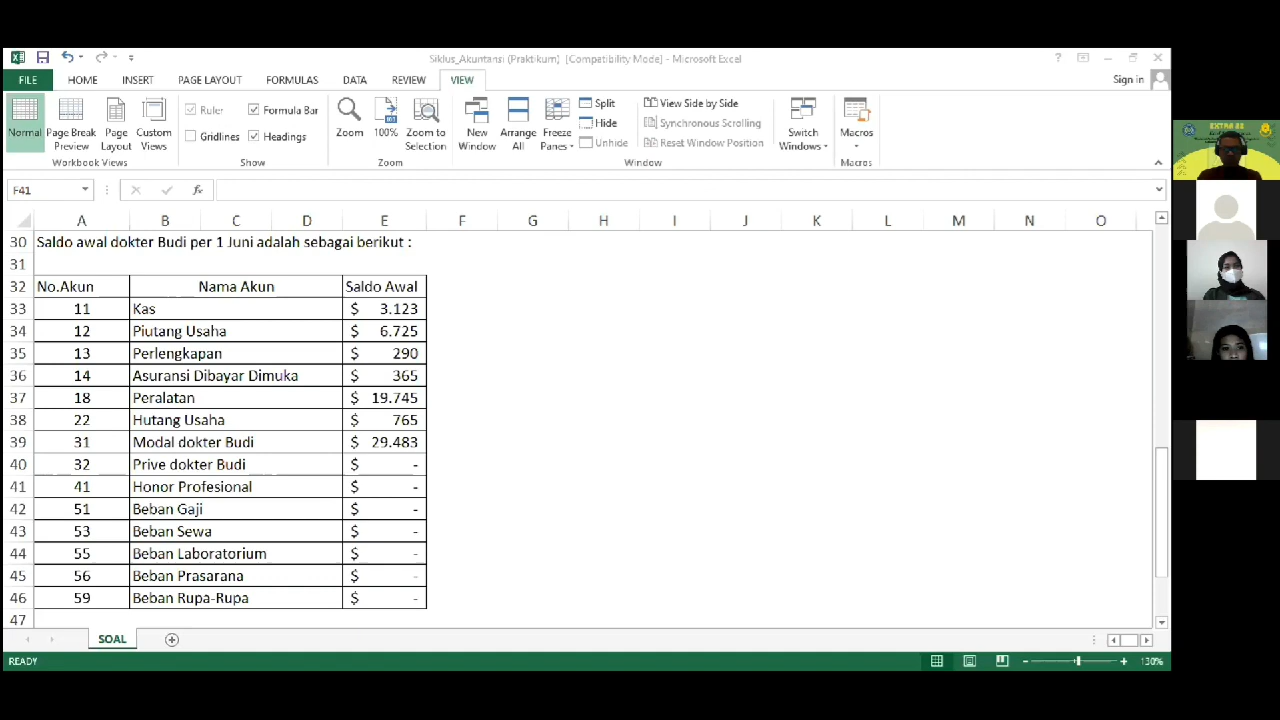 Siklus_Akuntansi (Praktikum) [Compatibility Mode] - Microsoft Excel
FILE HOME INSERT PAGE LAYOUT FORMULAS DATA REVIEW VIEW Sign in
Normal Page Break Preview Page Layout Custom Views
Ruler Formula Bar
Gridlines Headings
Zoom 100% Zoom to Selection
New Window Arrange All Freeze Panes
Split
Hide
Unhide
View Side by Side
Synchronous Scrolling
Reset Window Position
Switch Windows Macros
Workbook Views Show Zoom Window Macros
F41 fx
A B C D E F G H I J K L M N O
30 Saldo awal dokter Budi per 1 Juni adalah sebagai berikut :
31
32 No.Akun Nama Akun Saldo Awal
33 11 Kas $ 3.123
34 12 Piutang Usaha $ 6.725
35 13 Perlengkapan $ 290
36 14 Asuransi Dibayar Dimuka $ 365
37 18 Peralatan $ 19.745
38 22 Hutang Usaha $ 765
39 31 Modal dokter Budi $ 29.483
40 32 Prive dokter Budi $ -
41 41 Honor Profesional $ -
42 51 Beban Gaji $ -
43 53 Beban Sewa $ -
44 55 Beban Laboratorium $ -
45 56 Beban Prasarana $ -
46 59 Beban Rupa-Rupa $ -
47
SOAL
READY 130%